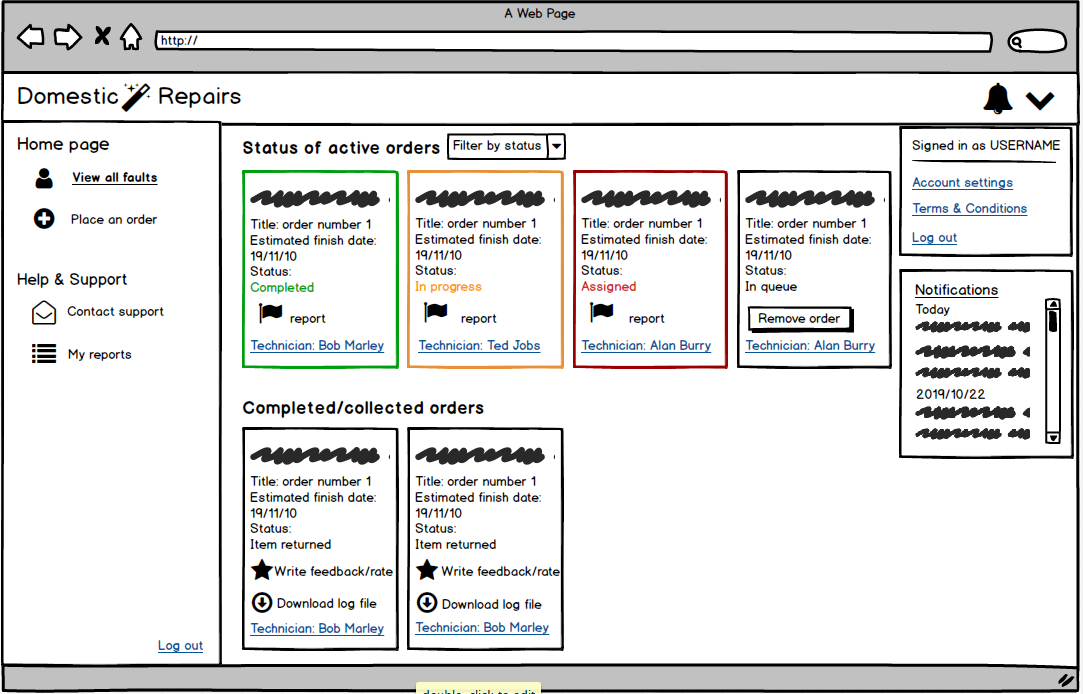 A Web Page
http://
Domestic Repairs
Home page
View all faults
Place an order
Help & Support
Contact support
My reports
Log out
Status of active orders
Filter by status
Title: order number 1
Estimated finish date:
19/11/10
Status:
Completed
report
Technician: Bob Marley
Title: order number 1
Estimated finish date:
19/11/10
Status:
In progress
report
Technician: Ted Jobs
Title: order number 1
Estimated finish date:
19/11/10
Status:
Assigned
report
Technician: Alan Burry
Title: order number 1
Estimated finish date:
19/11/10
Status:
In queue
Remove order
Technician: Alan Burry
Completed/collected orders
Title: order number 1
Estimated finish date:
19/11/10
Status:
Item returned
Write feedback/rate
Download log file
Technician: Bob Marley
Title: order number 1
Estimated finish date:
19/11/10
Status:
Item returned
Write feedback/rate
Download log file
Technician: Bob Marley
Signed in as USERNAME
Account settings
Terms & Conditions
Log out
Notifications
Today
2019/10/22
double-click to edit